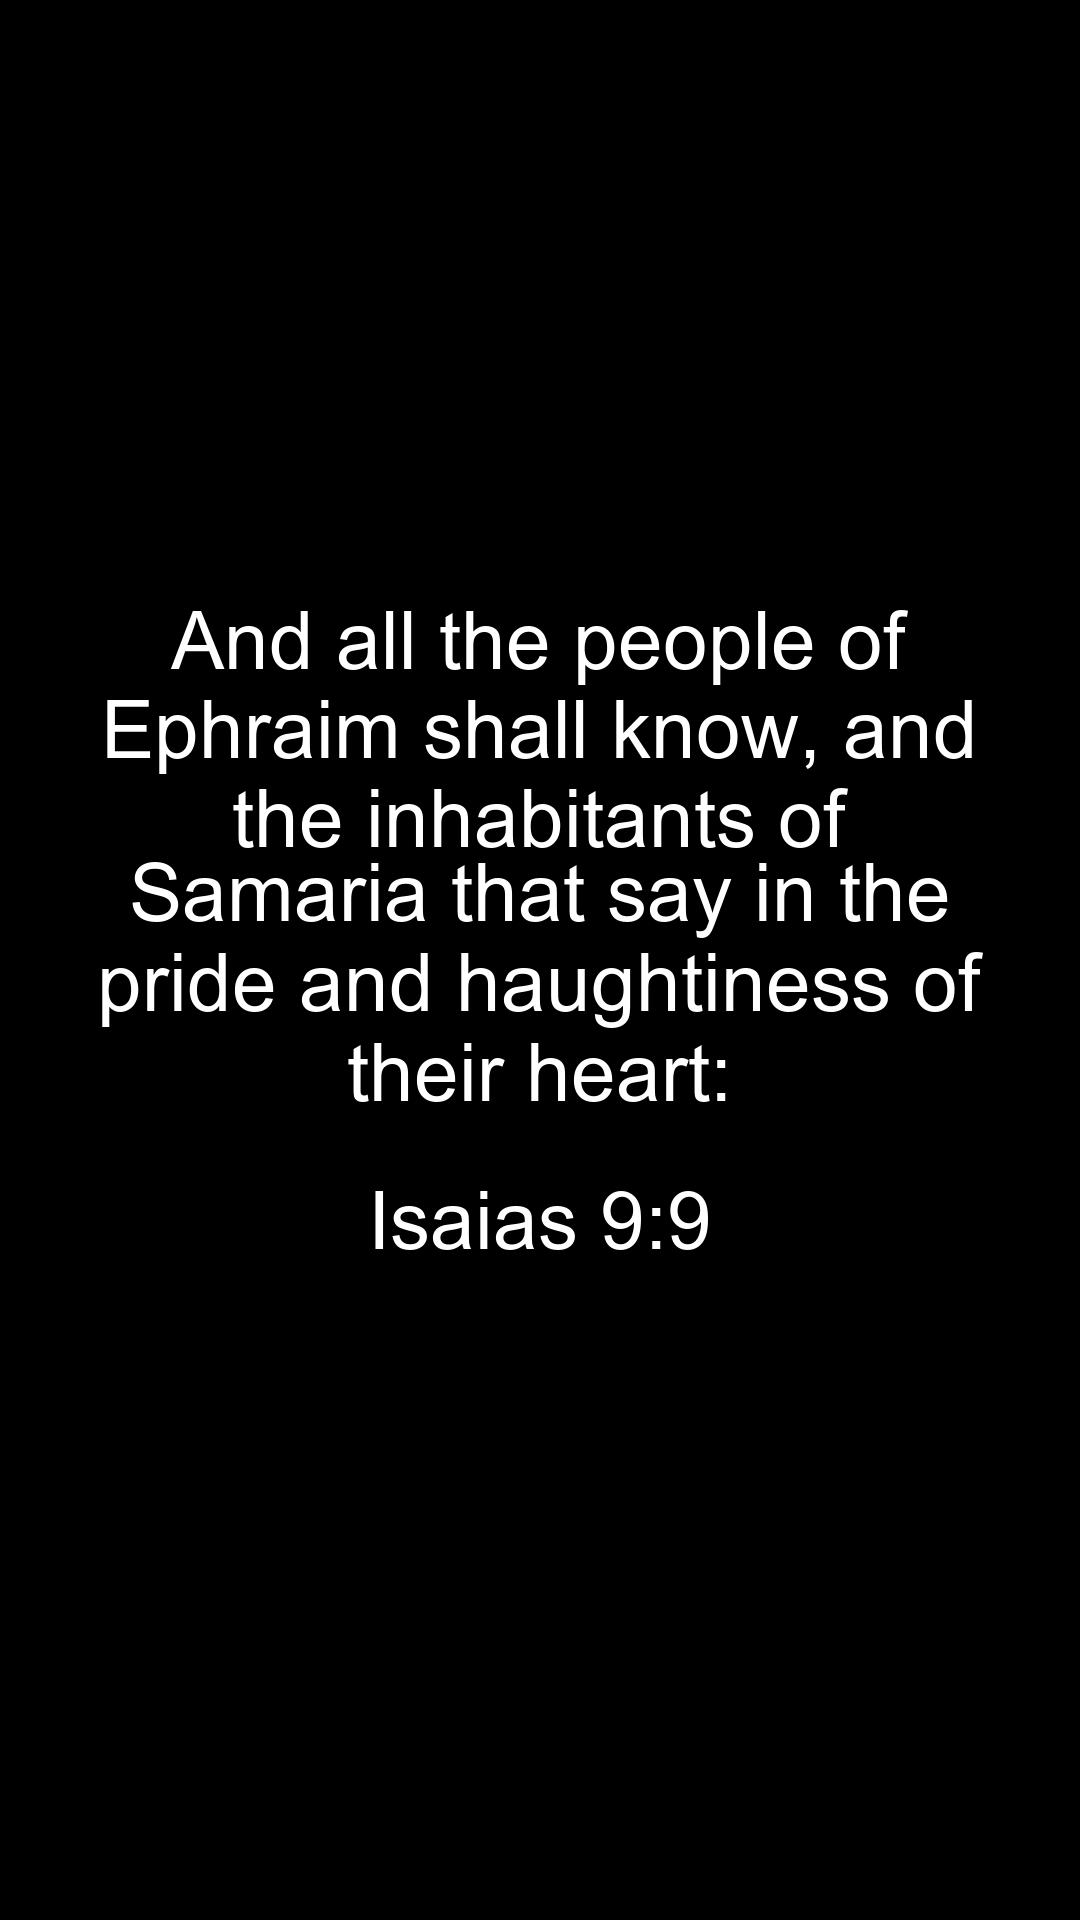 And all the people of
Ephraim shall know, and
the inhabitants of
Samaria that say in the
pride and haughtiness of
their heart:
Isaias 9:9